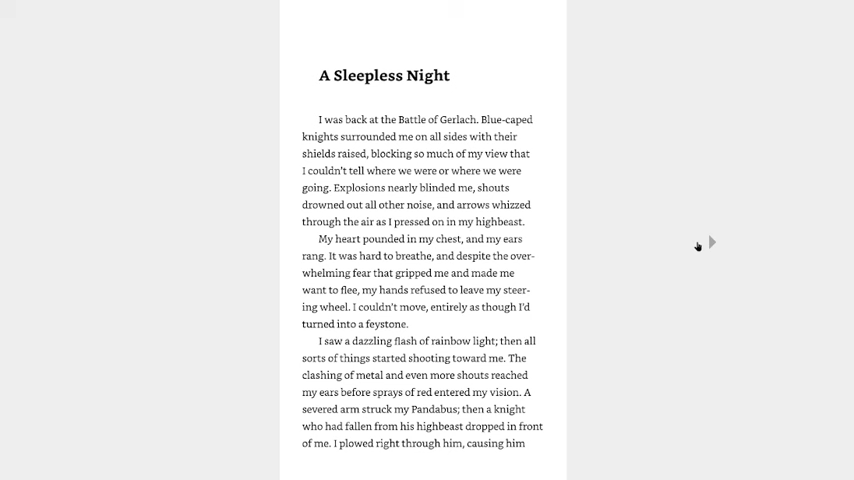 A Sleepless Night
I was back at the Battle of Gerlach. Blue-caped
knights surrounded me on all sides with their
shields raised, blocking so much of my view that
I couldn't tell where we were or where we were
going. Explosions nearly blinded me, shouts
drowned out all other noise, and arrows whizzed
through the air as I pressed on in my highbeast.
My heart pounded in my chest, and my ears
rang. It was hard to breathe, and despite the over-
whelming fear that gripped me and made me
want to flee, my hands refused to leave my steer-
ing wheel. I couldn't move, entirely as though I'd
turned into a feystone.
I saw a dazzling flash of rainbow light; then all
sorts of things started shooting toward me. The
clashing of metal and even more shouts reached
my ears before sprays of red entered my vision. A
severed arm struck my Pandabus; then a knight
who had fallen from his highbeast dropped in front
of me. I plowed right through him, causing him